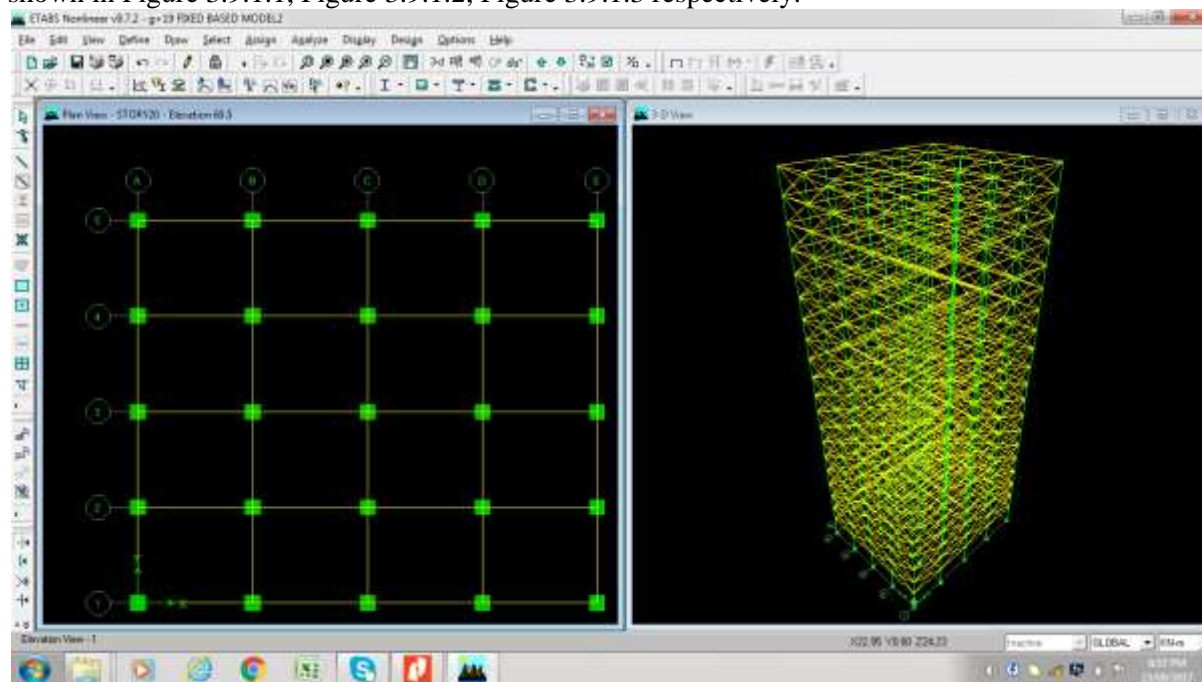 shown in Figure 3.9.1.1, Figure 3.9.1.2, Figure 3.9.1.3 respectively.
ETABS Nonlinear v9.7.2 - g+19 FIXED BASED MODEL2
File Edit View Define Draw Select Assign Analyze Display Design Options Help
Plan View - STORY20 - Elevation 60.5
3-D View
A B C D E
5
4
3
2
1
X
Elevation View - 1
GLOBAL